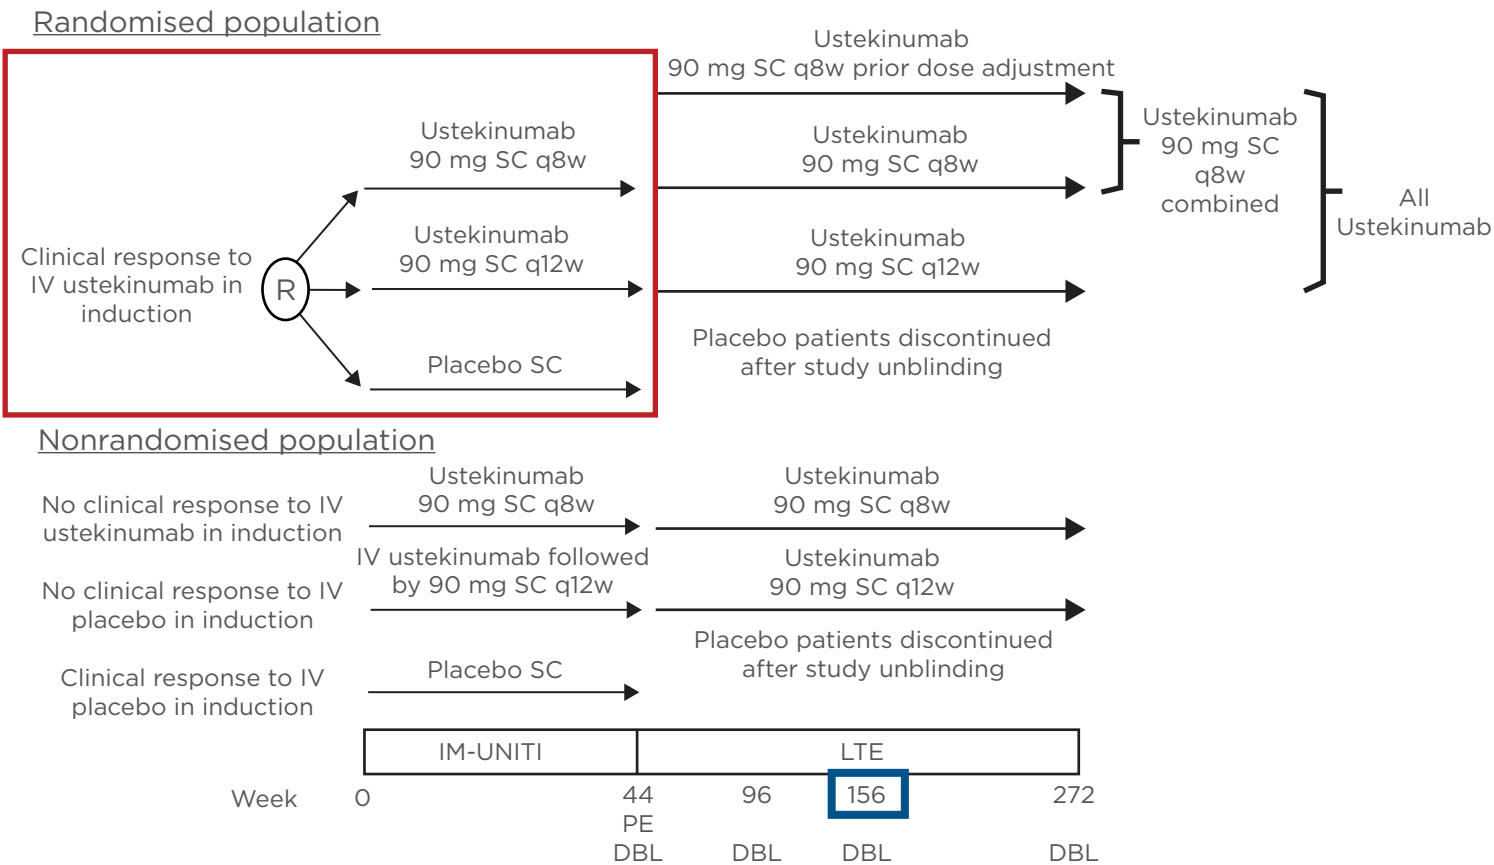 Randomised population
Ustekinumab
90 mg SC q8w prior dose adjustment
Ustekinumab
90 mg SC q8w
Ustekinumab
90 mg SC q8w
Ustekinumab
90 mg SC
q8w
combined
All
Ustekinumab
Clinical response to
IV ustekinumab in
induction
R
Ustekinumab
90 mg SC q12w
Ustekinumab
90 mg SC q12w
Placebo SC
Placebo patients discontinued
after study unblinding
Nonrandomised population
No clinical response to IV
ustekinumab in induction
Ustekinumab
90 mg SC q8w
Ustekinumab
90 mg SC q8w
No clinical response to IV
placebo in induction
IV ustekinumab followed
by 90 mg SC q12w
Ustekinumab
90 mg SC q12w
Clinical response to IV
placebo in induction
Placebo SC
Placebo patients discontinued
after study unblinding
IM-UNITI LTE
Week 0 44 96 156 272
PE
DBL DBL DBL DBL